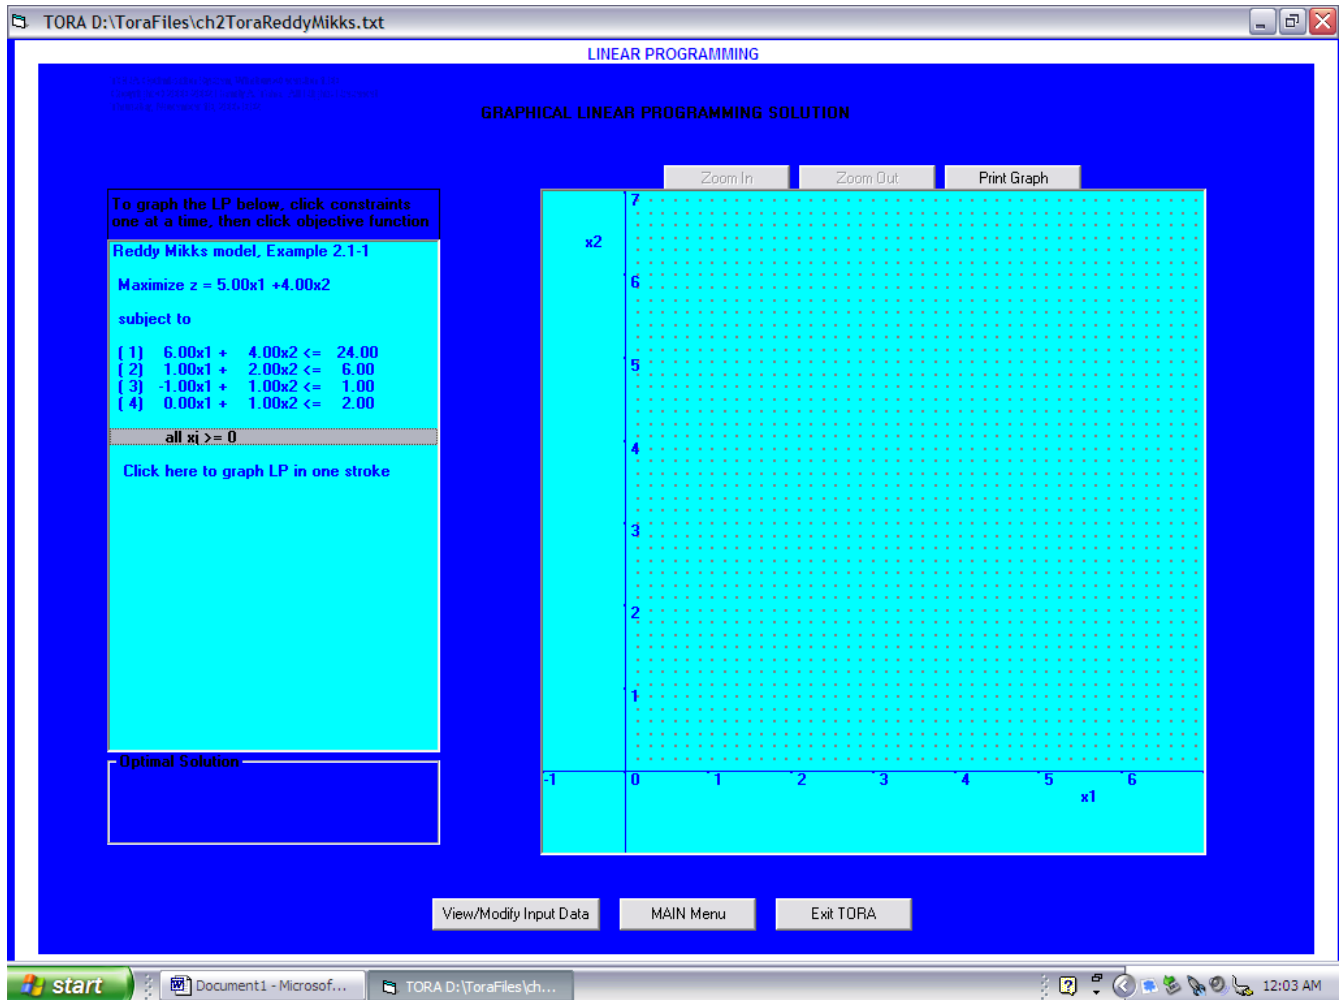 TORA D:\ToraFiles\ch2ToraReddyMikks.txt
LINEAR PROGRAMMING
GRAPHICAL LINEAR PROGRAMMING SOLUTION
Zoom In Zoom Out Print Graph
To graph the LP below, click constraints
one at a time, then click objective function
Reddy Mikks model, Example 2.1-1
Maximize z = 5.00x1 +4.00x2
subject to
( 1) 6.00x1 + 4.00x2 <= 24.00
( 2) 1.00x1 + 2.00x2 <= 6.00
( 3) -1.00x1 + 1.00x2 <= 1.00
( 4) 0.00x1 + 1.00x2 <= 2.00
all xj >= 0
Click here to graph LP in one stroke
Optimal Solution
x2
7
6
5
4
3
2
1
-1 0 1 2 3 4 5 6
x1
View/Modify Input Data MAIN Menu Exit TORA
start Document1 - Microsof... TORA D:\ToraFiles\ch... 12:03 AM